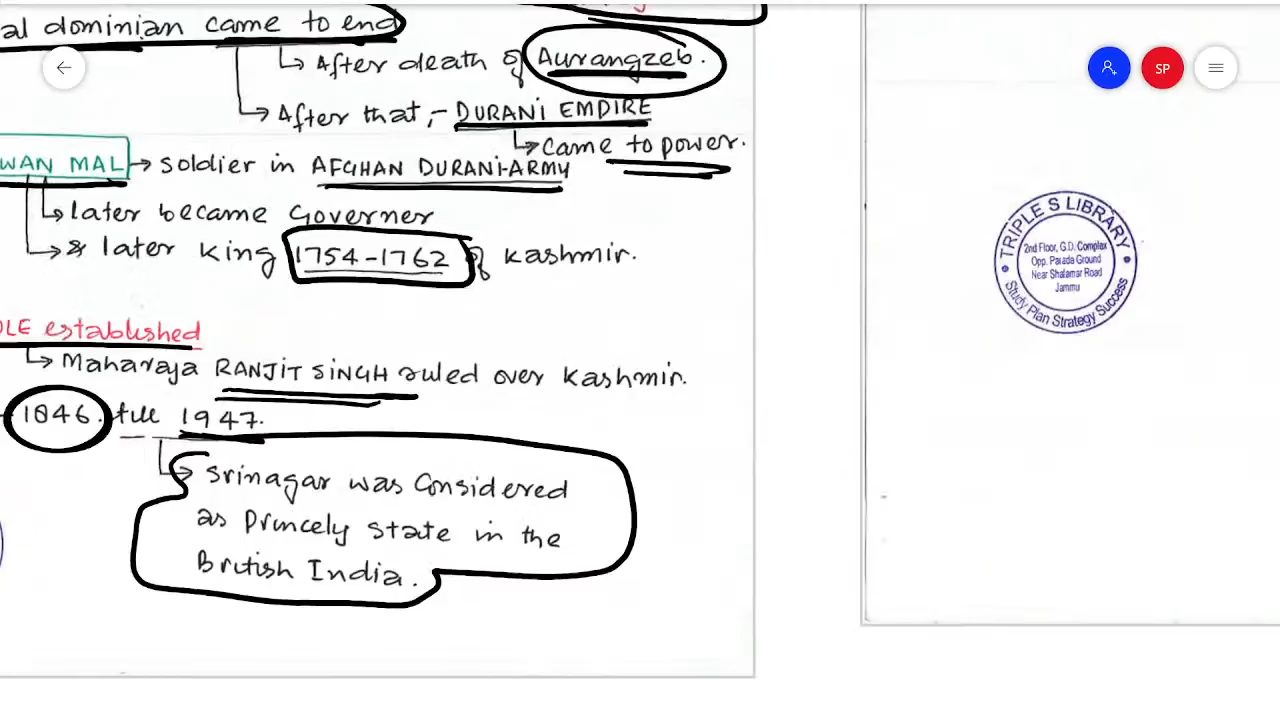 al dominian came to end
↳ After death of Aurangzeb.
↳ After that,- DURANI EMPIRE
↳ came to power.
WAN MAL → soldier in AFGHAN DURANI-ARMY
↳ later became Governer
↳ & later King 1754-1762 of Kashmir.
OLE established
↳ Maharaja RANJIT SINGH ruled over Kashmir.
1846. till 1947.
↳ Srinagar was considered
as Princely state in the
British India.
SP
TRIPLE S LIBRARY
2nd Floor, G.D. Complex
Opp. Parade Ground
Near Shalamar Road
Jammu
Study Plan Strategy Success